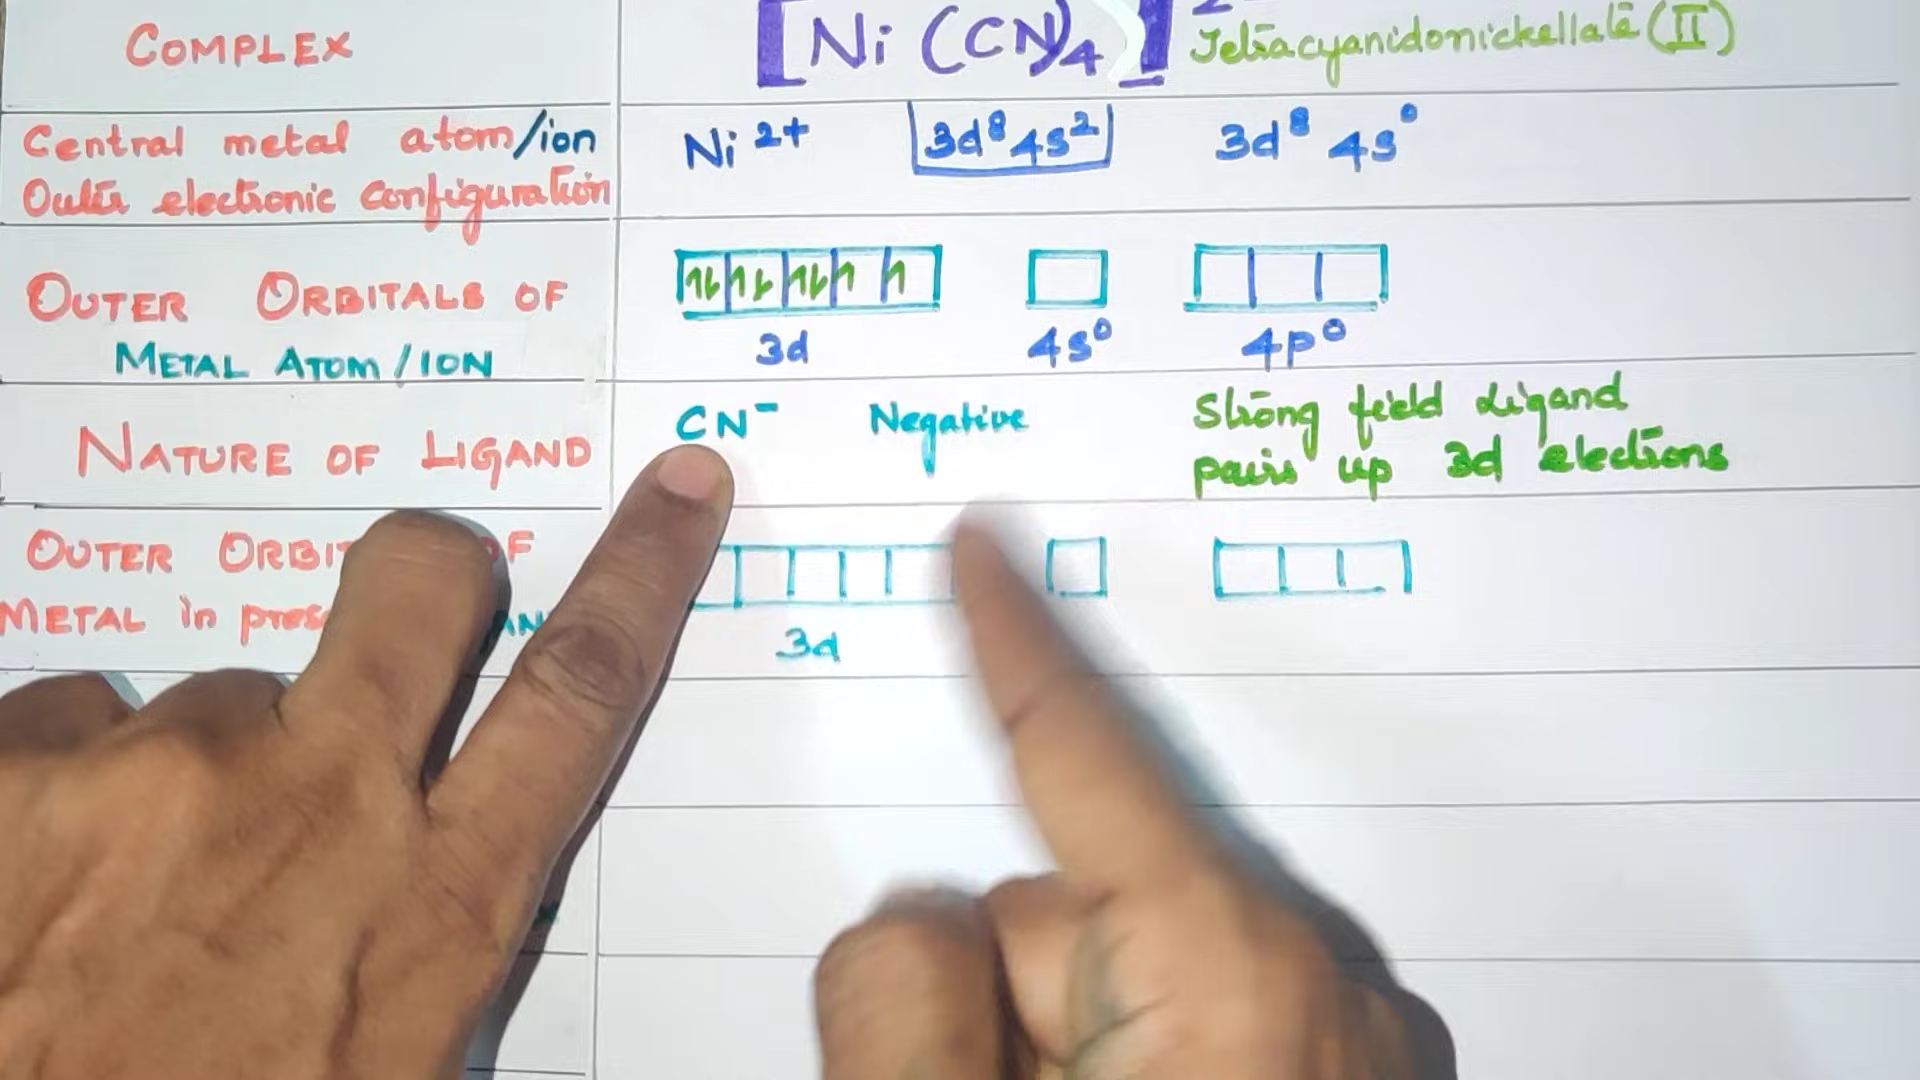 COMPLEX
[Ni(CN)4]2-
Tetracyanidonickellate(II)
Central metal atom/ion
Outer electronic configuration
Ni2+ 3d8 4s2 3d8 4s0
OUTER ORBITALS OF
METAL ATOM/ION
3d 4s0 4p0
NATURE OF LIGAND
CN- Negative
Strong field Ligand
pairs up 3d electrons
OUTER
METAL in
3d